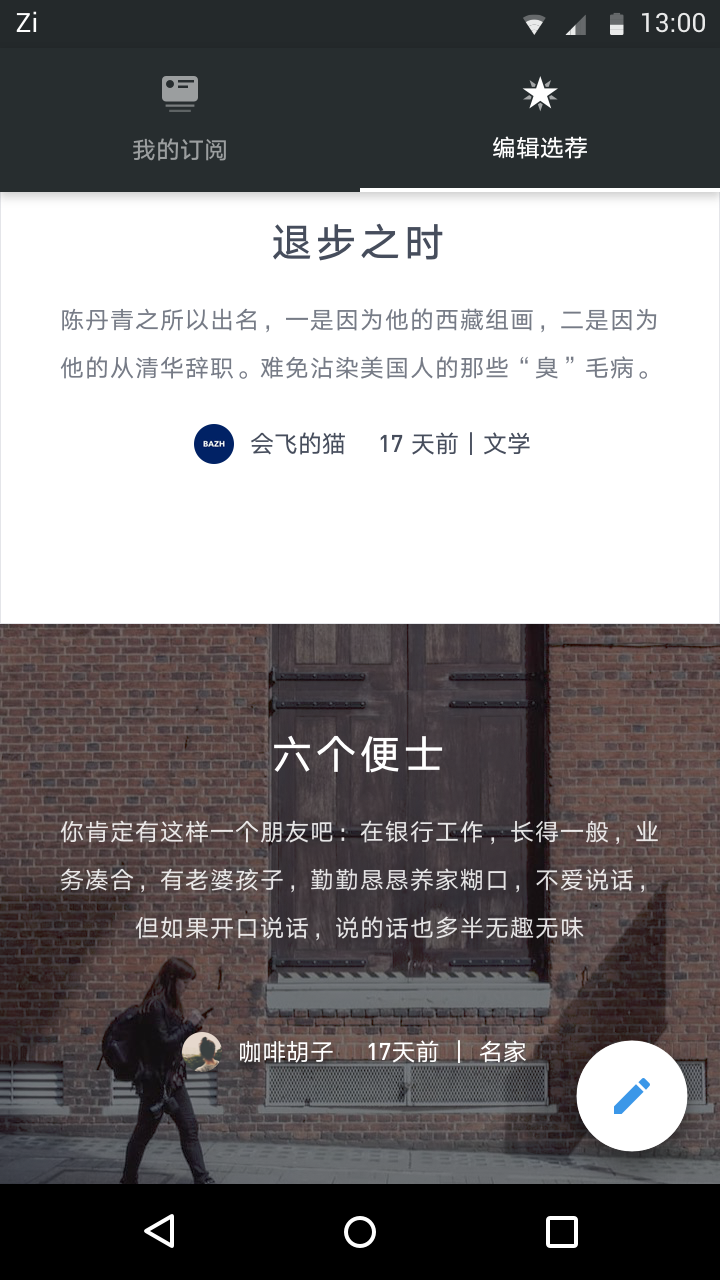 Zi
13:00
我的订阅
编辑选荐
退步之时
陈丹青之所以出名，一是因为他的西藏组画，二是因为
他的从清华辞职。难免沾染美国人的那些“臭”毛病。
BAZH 会飞的猫 17 天前 | 文学
六个便士
你肯定有这样一个朋友吧：在银行工作，长得一般，业
务凑合，有老婆孩子，勤勤恳恳养家糊口，不爱说话，
但如果开口说话，说的话也多半无趣无味
咖啡胡子 17天前 | 名家